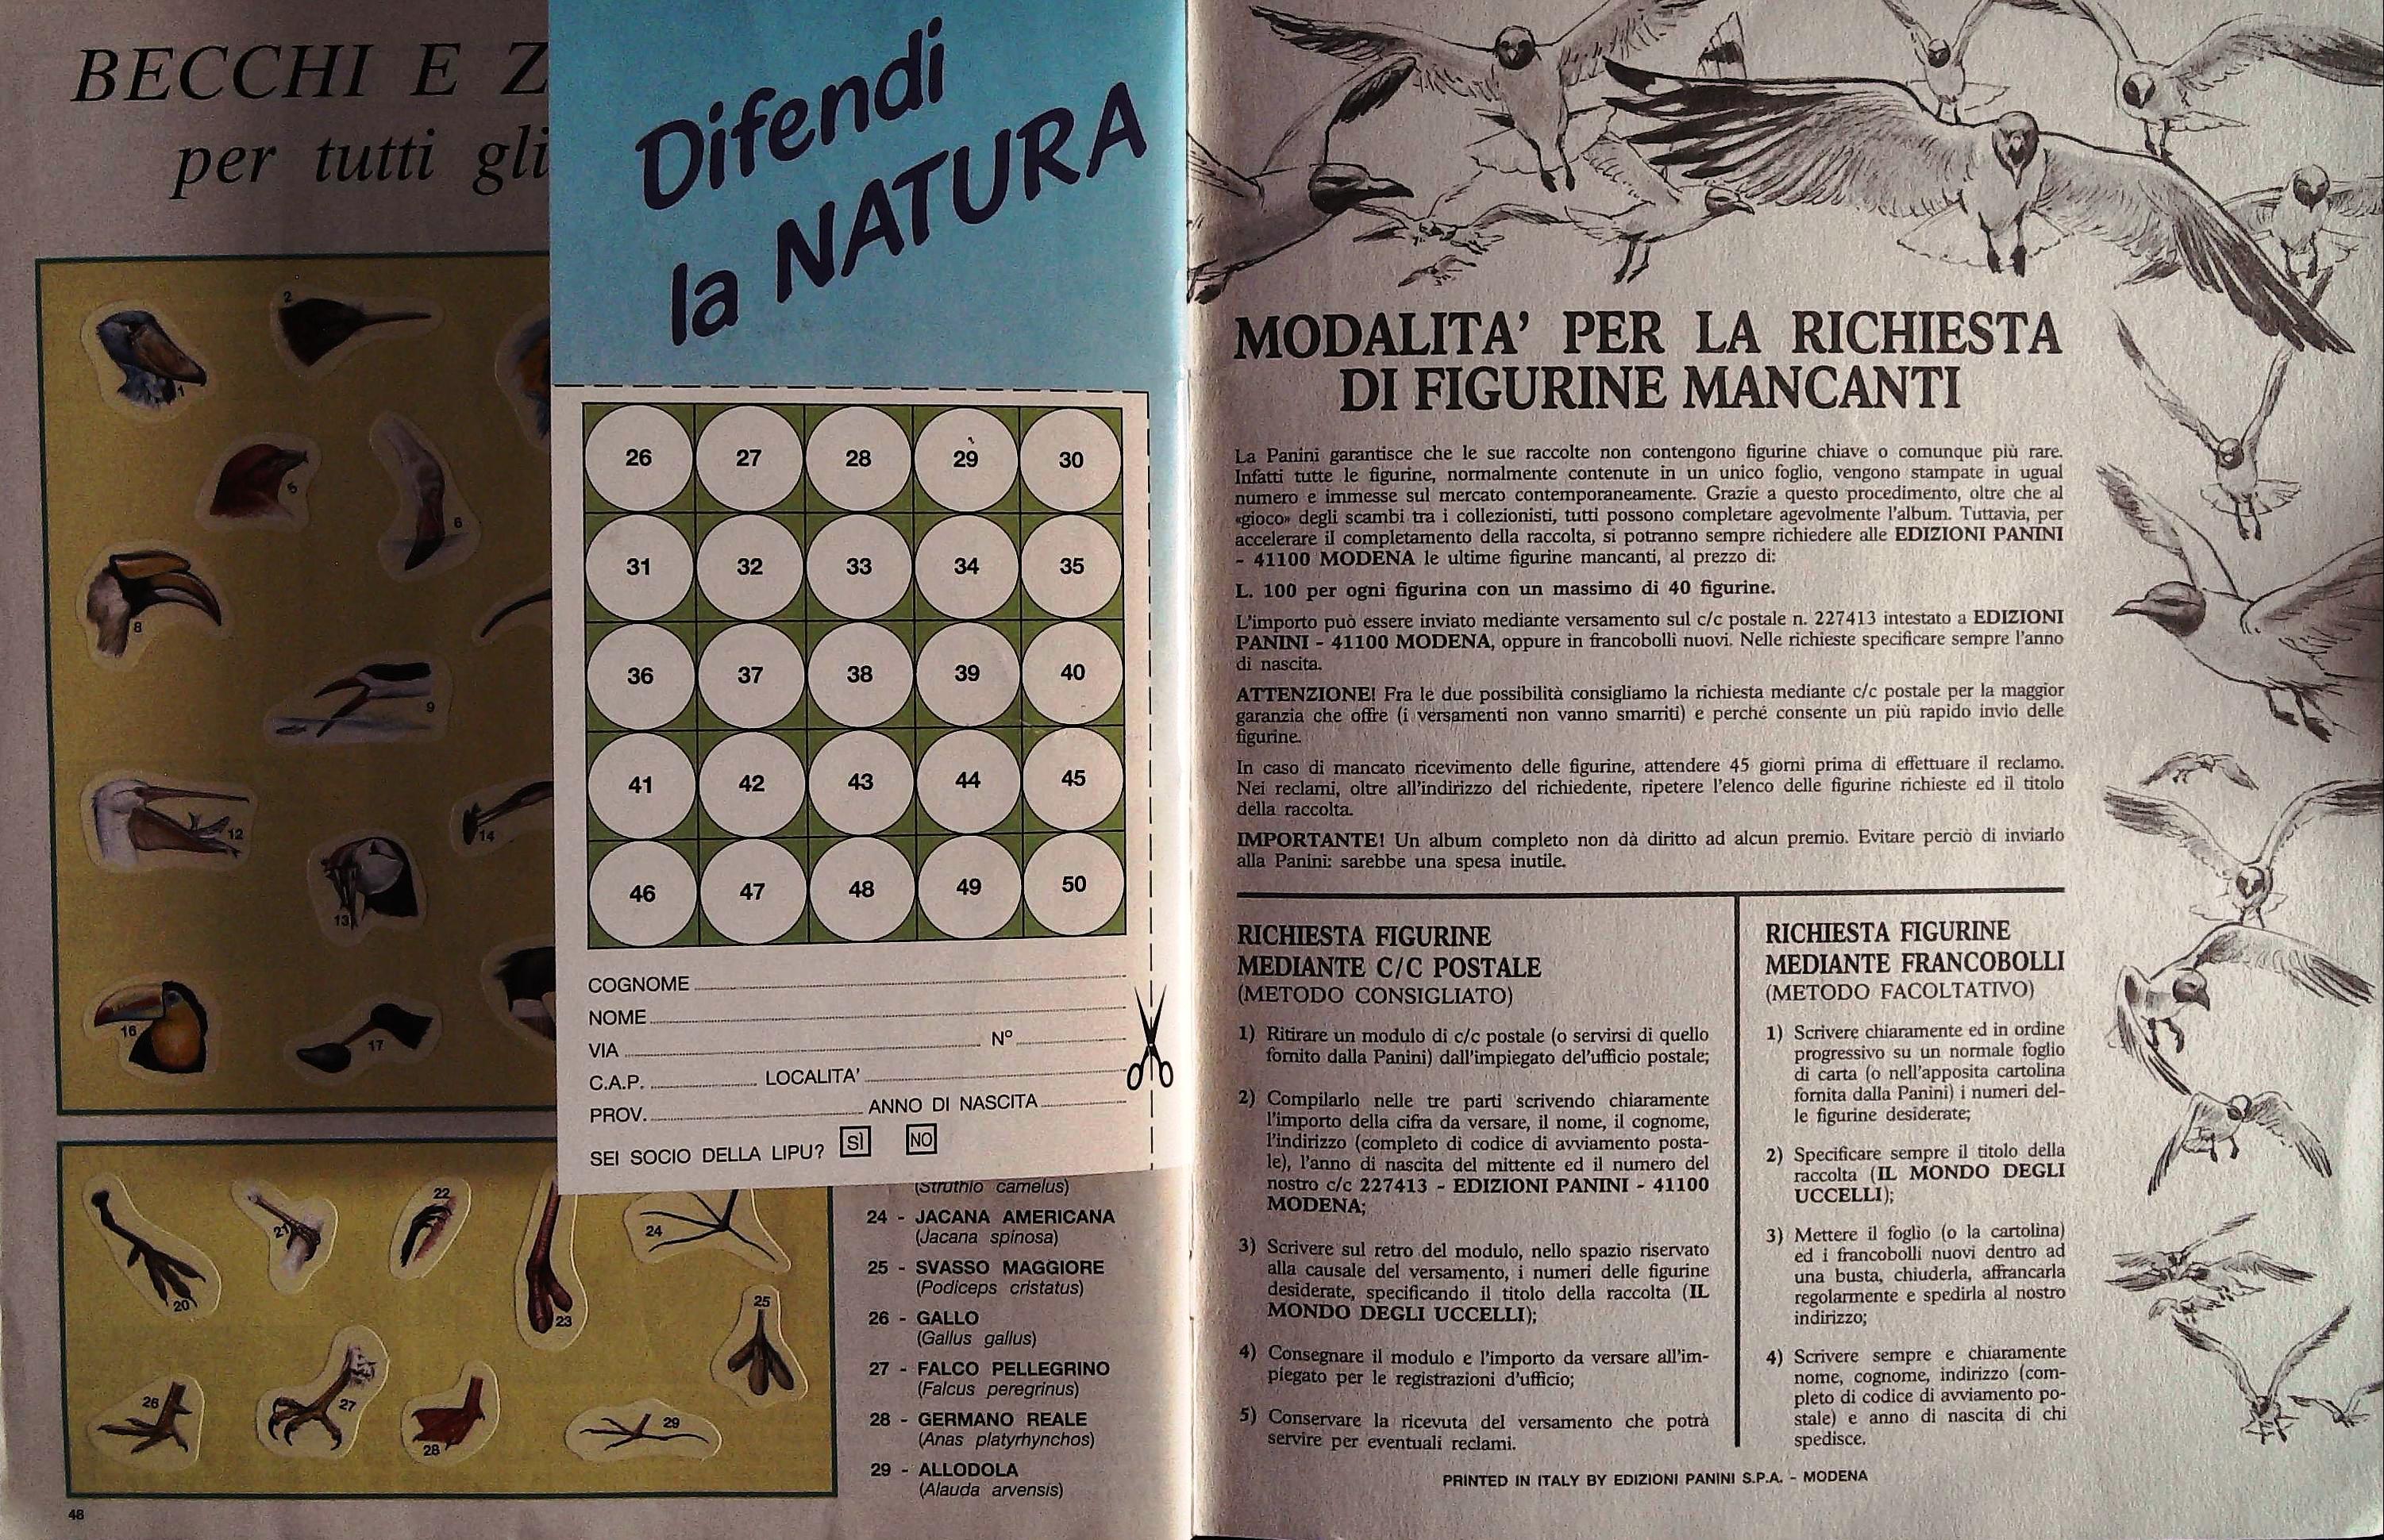 BECCHI E Z
per tutti gli
1
2
5
6
8
9
12
13
14
16
17
20
21
22
23
24
25
26
27
28
29
(Struthio camelus)
24 - JACANA AMERICANA
(Jacana spinosa)
25 - SVASSO MAGGIORE
(Podiceps cristatus)
26 - GALLO
(Gallus gallus)
27 - FALCO PELLEGRINO
(Falcus peregrinus)
28 - GERMANO REALE
(Anas platyrhynchos)
29 - ALLODOLA
(Alauda arvensis)
48
Difendi
la NATURA
26 27 28 29 30
31 32 33 34 35
36 37 38 39 40
41 42 43 44 45
46 47 48 49 50
COGNOME
NOME
VIA N°
C.A.P. LOCALITA'
PROV. ANNO DI NASCITA
SEI SOCIO DELLA LIPU? SÌ NO
MODALITA' PER LA RICHIESTA
DI FIGURINE MANCANTI
La Panini garantisce che le sue raccolte non contengono figurine chiave o comunque più rare.
Infatti tutte le figurine, normalmente contenute in un unico foglio, vengono stampate in ugual
numero e immesse sul mercato contemporaneamente. Grazie a questo procedimento, oltre che al
«gioco» degli scambi tra i collezionisti, tutti possono completare agevolmente l'album. Tuttavia, per
accelerare il completamento della raccolta, si potranno sempre richiedere alle EDIZIONI PANINI
- 41100 MODENA le ultime figurine mancanti, al prezzo di:
L. 100 per ogni figurina con un massimo di 40 figurine.
L'importo può essere inviato mediante versamento sul c/c postale n. 227413 intestato a EDIZIONI
PANINI - 41100 MODENA, oppure in francobolli nuovi. Nelle richieste specificare sempre l'anno
di nascita.
ATTENZIONE! Fra le due possibilità consigliamo la richiesta mediante c/c postale per la maggior
garanzia che offre (i versamenti non vanno smarriti) e perché consente un più rapido invio delle
figurine.
In caso di mancato ricevimento delle figurine, attendere 45 giorni prima di effettuare il reclamo.
Nei reclami, oltre all'indirizzo del richiedente, ripetere l'elenco delle figurine richieste ed il titolo
della raccolta.
IMPORTANTE! Un album completo non dà diritto ad alcun premio. Evitare perciò di inviarlo
alla Panini: sarebbe una spesa inutile.
RICHIESTA FIGURINE
MEDIANTE C/C POSTALE
(METODO CONSIGLIATO)
1) Ritirare un modulo di c/c postale (o servirsi di quello
fornito dalla Panini) dall'impiegato del'ufficio postale;
2) Compilarlo nelle tre parti scrivendo chiaramente
l'importo della cifra da versare, il nome, il cognome,
l'indirizzo (completo di codice di avviamento posta-
le), l'anno di nascita del mittente ed il numero del
nostro c/c 227413 - EDIZIONI PANINI - 41100
MODENA;
3) Scrivere sul retro del modulo, nello spazio riservato
alla causale del versamento, i numeri delle figurine
desiderate, specificando il titolo della raccolta (IL
MONDO DEGLI UCCELLI);
4) Consegnare il modulo e l'importo da versare all'im-
piegato per le registrazioni d'ufficio;
5) Conservare la ricevuta del versamento che potrà
servire per eventuali reclami.
RICHIESTA FIGURINE
MEDIANTE FRANCOBOLLI
(METODO FACOLTATIVO)
1) Scrivere chiaramente ed in ordine
progressivo su un normale foglio
di carta (o nell'apposita cartolina
fornita dalla Panini) i numeri del-
le figurine desiderate;
2) Specificare sempre il titolo della
raccolta (IL MONDO DEGLI
UCCELLI);
3) Mettere il foglio (o la cartolina)
ed i francobolli nuovi dentro ad
una busta, chiuderla, affrancarla
regolarmente e spedirla al nostro
indirizzo;
4) Scrivere sempre e chiaramente
nome, cognome, indirizzo (com-
pleto di codice di avviamento po-
stale) e anno di nascita di chi
spedisce.
PRINTED IN ITALY BY EDIZIONI PANINI S.P.A. - MODENA